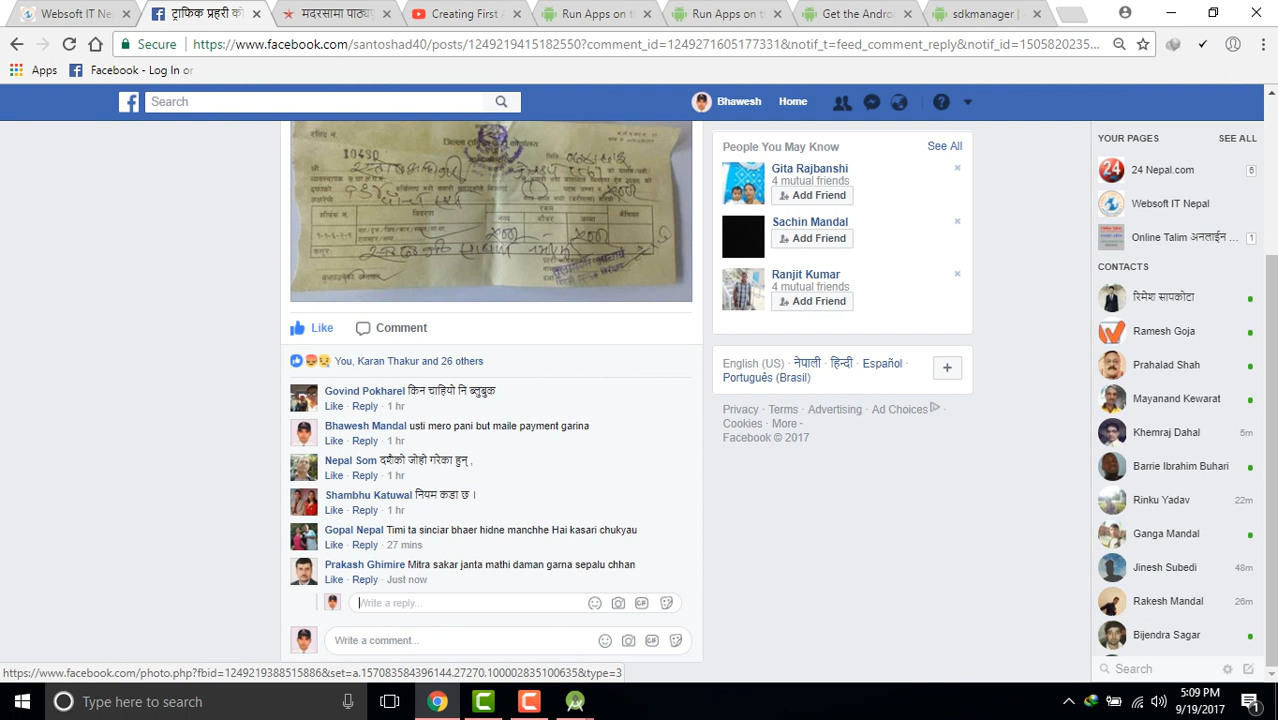 Websoft IT Ne
ट्राफिक प्रहरी को
मदरसामा पाठ्यप
Creating First A
Run Apps on th
Run Apps on th
Get the Androi
sdkmanager |
Secure
https://www.facebook.com/santoshad40/posts/1249219415182550?comment_id=1249271605177331&notif_t=feed_comment_reply&notif_id=1505820235...
Apps
Facebook - Log In or
Search
Bhawesh
Home
10490
Like
Comment
You, Karan Thakur and 26 others
Govind Pokharel किन चाहियो नि ब्लुबुक
Like · Reply · 1 hr
Bhawesh Mandal usti mero pani but maile payment garina
Like · Reply · 1 hr
Nepal Som दशैको जोहो गरेका हुन् ,
Like · Reply · 1 hr
Shambhu Katuwal नियम कडा छ ।
Like · Reply · 1 hr
Gopal Nepal Timi ta sinciar bhaer hidne manchhe Hai kasari chukyau
Like · Reply · 27 mins
Prakash Ghimire Mitra sakar janta mathi daman garna sepalu chhan
Like · Reply · Just now
Write a reply...
Write a comment...
https://www.facebook.com/photo.php?fbid=1249219388515886&set=a.157083584396144.27270.100002835100635&type=3
People You May Know
See All
Gita Rajbanshi
4 mutual friends
Add Friend
Sachin Mandal
Add Friend
Ranjit Kumar
4 mutual friends
Add Friend
English (US) · नेपाली · हिन्दी · Español ·
Português (Brasil)
Privacy · Terms · Advertising · Ad Choices ·
Cookies · More
Facebook © 2017
YOUR PAGES
SEE ALL
24 Nepal.com
6
Websoft IT Nepal
Online Talim अनलाईन ...
1
CONTACTS
रिमेश सापकोटा
Ramesh Goja
Prahalad Shah
Mayanand Kewarat
Khemraj Dahal
5m
Barrie Ibrahim Buhari
Rinku Yadav
22m
Ganga Mandal
Jinesh Subedi
48m
Rakesh Mandal
26m
Bijendra Sagar
Search
Type here to search
5:09 PM
9/19/2017
1